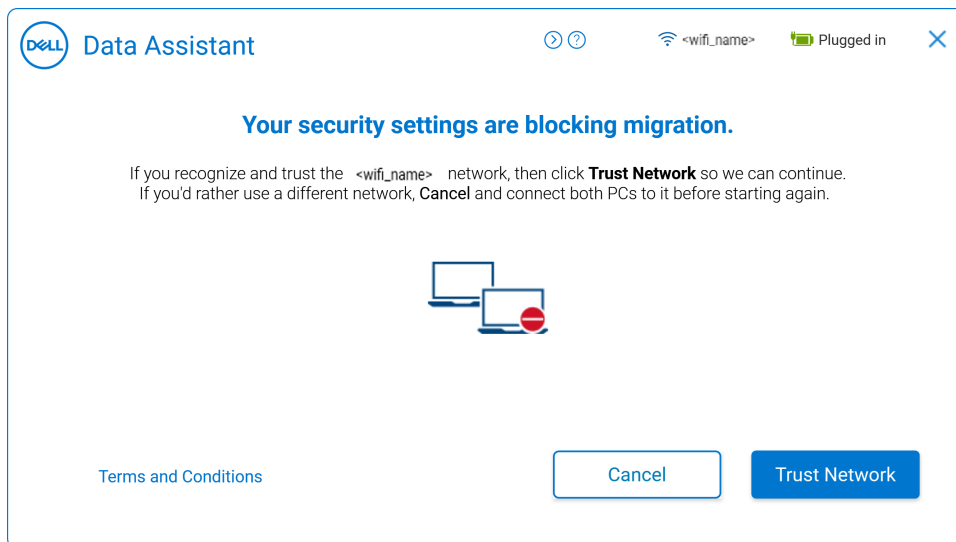 DELL Data Assistant
? <wifi_name> Plugged in
Your security settings are blocking migration.
If you recognize and trust the <wifi_name> network, then click Trust Network so we can continue.
If you'd rather use a different network, Cancel and connect both PCs to it before starting again.
Terms and Conditions
Cancel
Trust Network